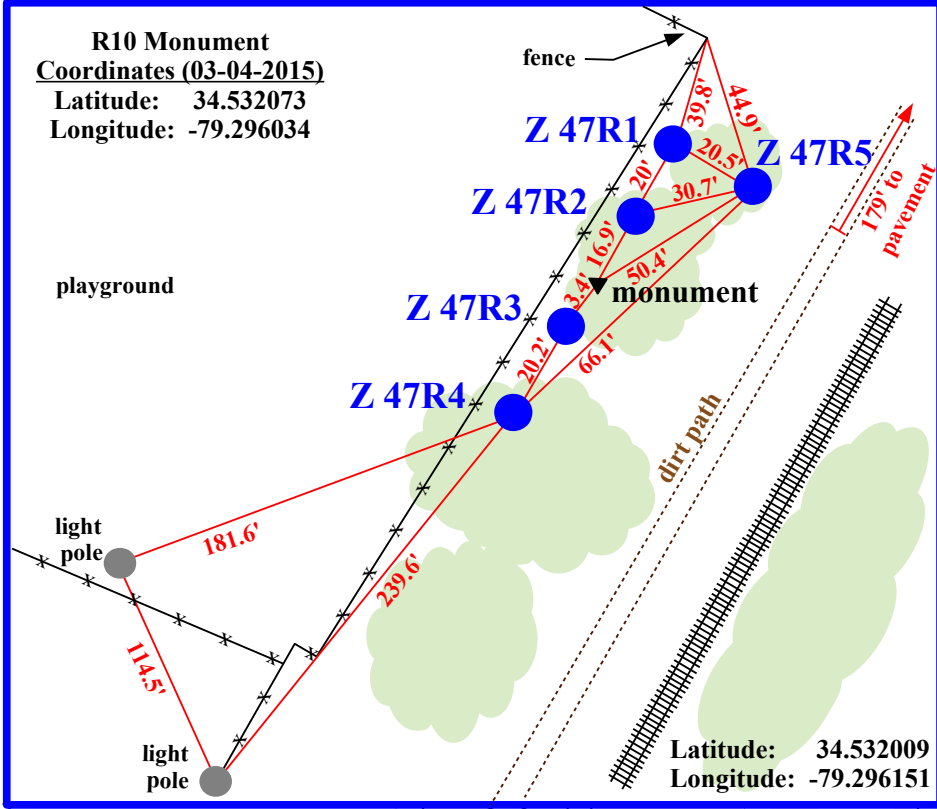 R10 Monument
Coordinates (03-04-2015)
Latitude: 34.532073
Longitude: -79.296034
fence
39.8'
44.9'
Z 47R1
20.5'
Z 47R5
20'
30.7'
Z 47R2
179' to
pavement
16.9'
50.4'
playground
3.4'
monument
Z 47R3
66.1'
20.2'
Z 47R4
dirt path
light
pole
181.6'
239.6'
114.5'
light
pole
Latitude: 34.532009
Longitude: -79.296151